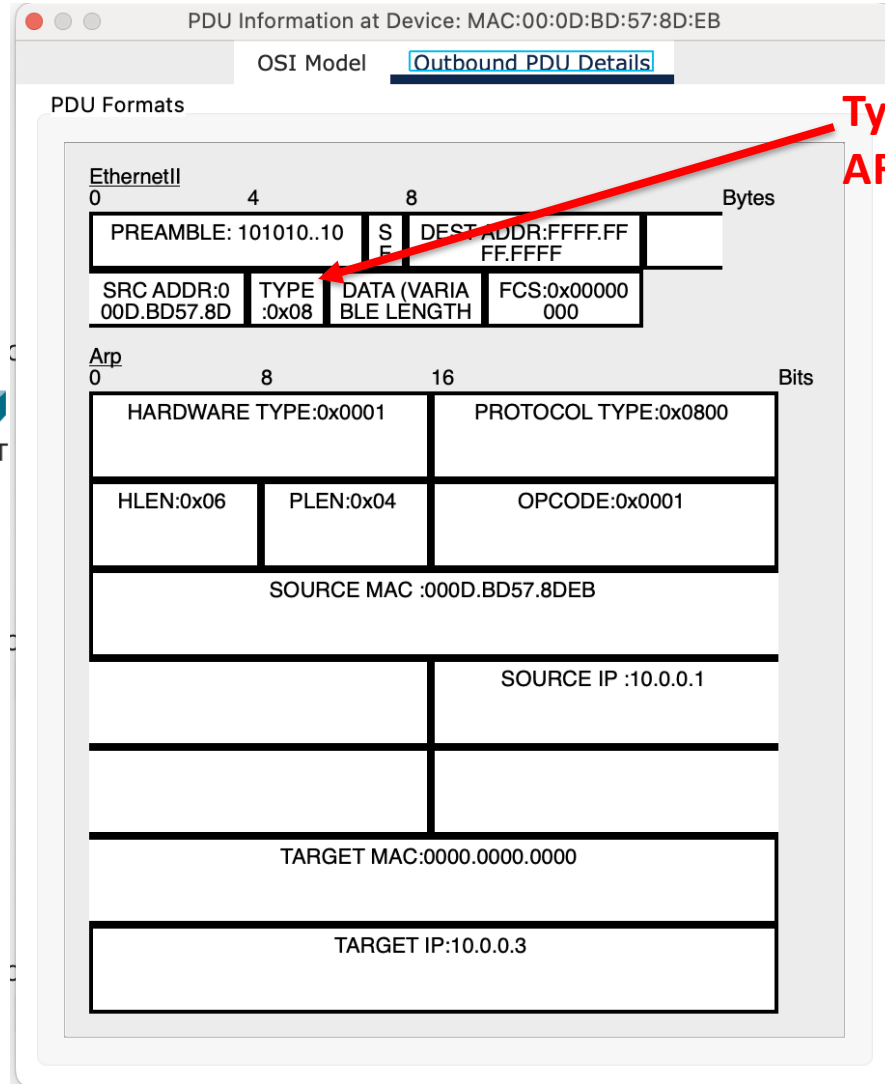 PDU Information at Device: MAC:00:0D:BD:57:8D:EB
OSI Model Outbound PDU Details
PDU Formats
EthernetII
0 4 8 Bytes
PREAMBLE: 101010..10
S
F
DEST ADDR:FFFF.FF
FF.FFFF
SRC ADDR:0
00D.BD57.8D
TYPE
:0x08
DATA (VARIA
BLE LENGTH
FCS:0x00000
000
Arp
0 8 16 Bits
HARDWARE TYPE:0x0001 PROTOCOL TYPE:0x0800
HLEN:0x06 PLEN:0x04 OPCODE:0x0001
SOURCE MAC :000D.BD57.8DEB
SOURCE IP :10.0.0.1
TARGET MAC:0000.0000.0000
TARGET IP:10.0.0.3